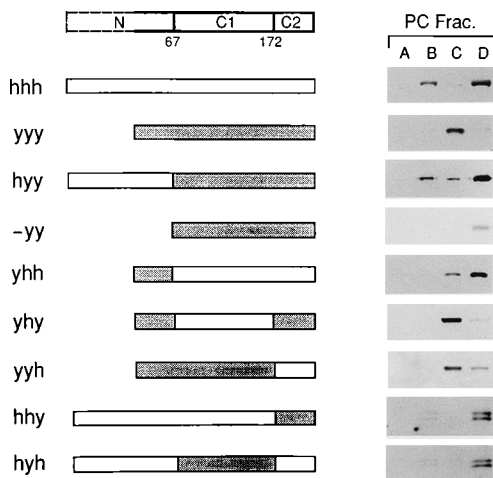 N C1 C2 PC Frac.
67 172 A B C D
hhh
yyy
hyy
-yy
yhh
yhy
yyh
hhy
hyh